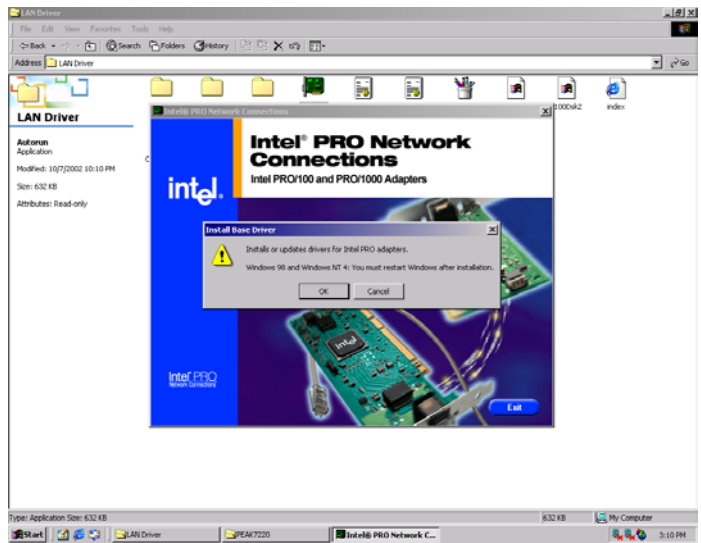 LAN Driver
File Edit View Favorites Tools Help
Back Search Folders History
Address LAN Driver Go
LAN Driver
Autorun
Application
Modified: 10/7/2002 10:10 PM
Size: 632 KB
Attributes: Read-only
100Dsk2 index
Intel® PRO Network Connections
intel.
Intel® PRO Network
Connections
Intel PRO/100 and PRO/1000 Adapters
Install Base Driver
Installs or updates drivers for Intel PRO adapters.
Windows 98 and Windows NT 4: You must restart Windows after installation.
OK Cancel
intel
Intel® PRO
Network Connections
Exit
Type: Application Size: 632 KB 632 KB My Computer
Start LAN Driver PEAK7220 Intel® PRO Network C... 3:10 PM